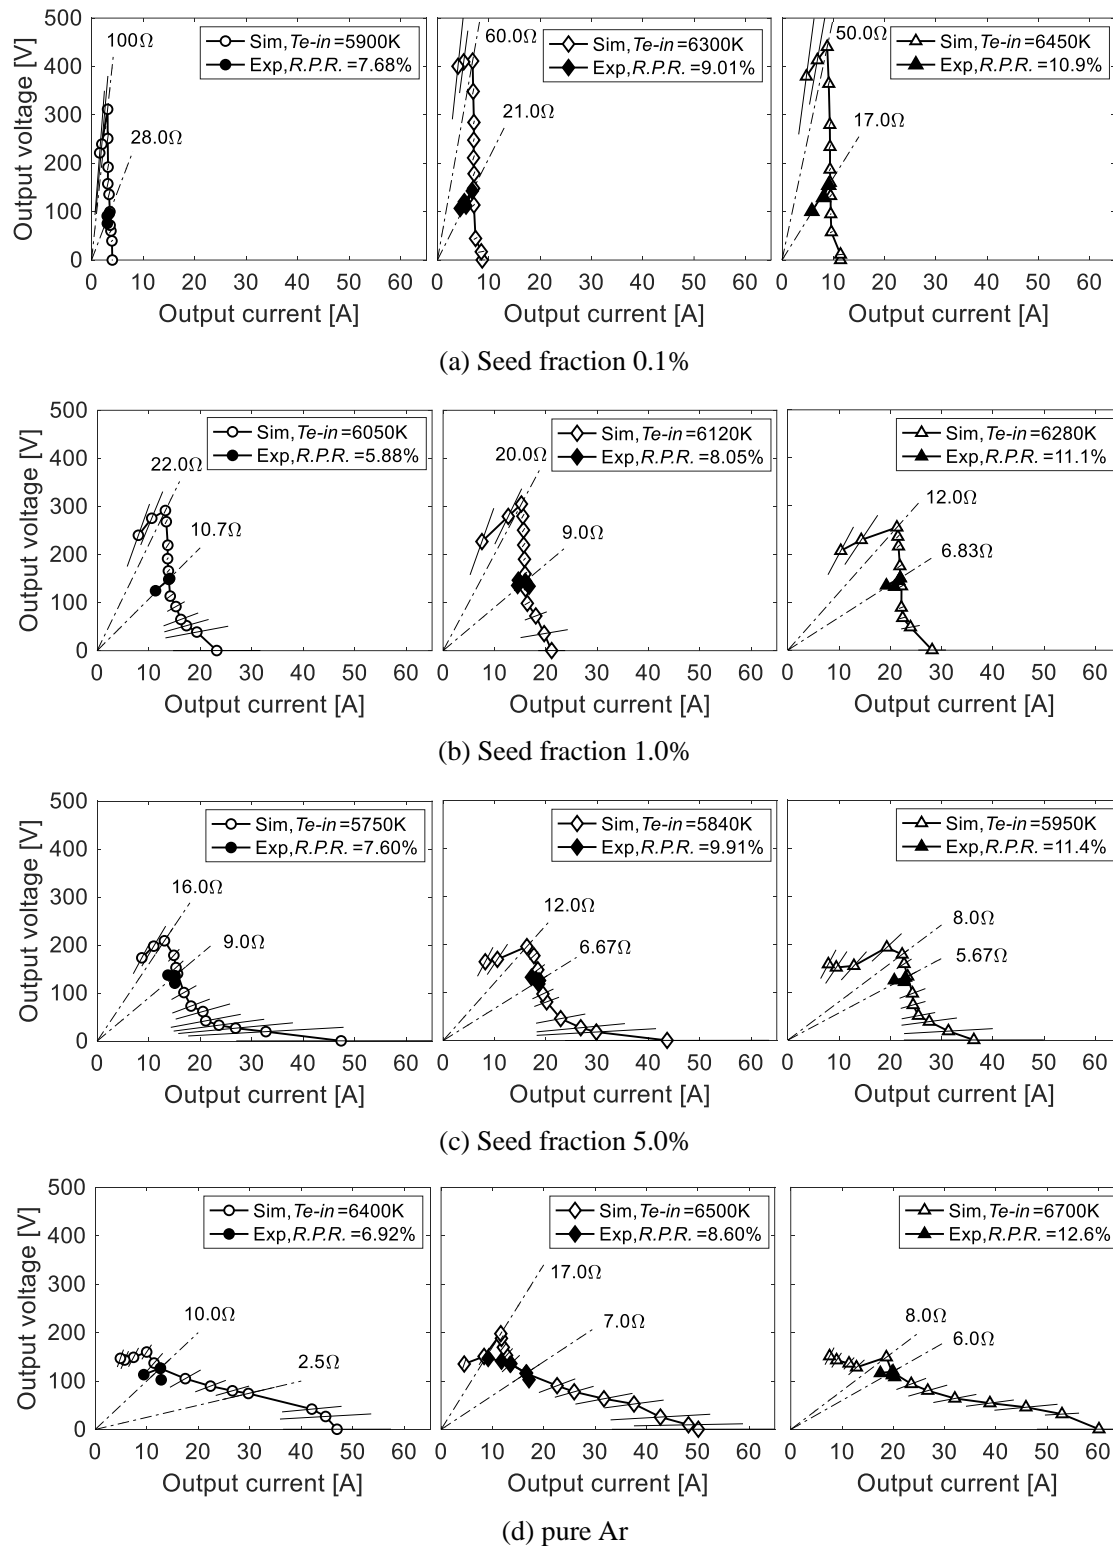 500
400
300
200
100
0
Output voltage [V]
100Ω
28.0Ω
Sim, Te-in=5900K
Exp, R.P.R. =7.68%
0 10 20 30 40 50 60
Output current [A]
60.0Ω
21.0Ω
Sim, Te-in=6300K
Exp, R.P.R. =9.01%
0 10 20 30 40 50 60
Output current [A]
50.0Ω
17.0Ω
Sim, Te-in=6450K
Exp, R.P.R. =10.9%
0 10 20 30 40 50 60
Output current [A]
(a) Seed fraction 0.1%
500
400
300
200
100
0
Output voltage [V]
22.0Ω
10.7Ω
Sim, Te-in=6050K
Exp, R.P.R. =5.88%
0 10 20 30 40 50 60
Output current [A]
20.0Ω
9.0Ω
Sim, Te-in=6120K
Exp, R.P.R. =8.05%
0 10 20 30 40 50 60
Output current [A]
12.0Ω
6.83Ω
Sim, Te-in=6280K
Exp, R.P.R. =11.1%
0 10 20 30 40 50 60
Output current [A]
(b) Seed fraction 1.0%
500
400
300
200
100
0
Output voltage [V]
16.0Ω
9.0Ω
Sim, Te-in=5750K
Exp, R.P.R. =7.60%
0 10 20 30 40 50 60
Output current [A]
12.0Ω
6.67Ω
Sim, Te-in=5840K
Exp, R.P.R. =9.91%
0 10 20 30 40 50 60
Output current [A]
8.0Ω
5.67Ω
Sim, Te-in=5950K
Exp, R.P.R. =11.4%
0 10 20 30 40 50 60
Output current [A]
(c) Seed fraction 5.0%
500
400
300
200
100
0
Output voltage [V]
10.0Ω
2.5Ω
Sim, Te-in=6400K
Exp, R.P.R. =6.92%
0 10 20 30 40 50 60
Output current [A]
17.0Ω
7.0Ω
Sim, Te-in=6500K
Exp, R.P.R. =8.60%
0 10 20 30 40 50 60
Output current [A]
8.0Ω
6.0Ω
Sim, Te-in=6700K
Exp, R.P.R. =12.6%
0 10 20 30 40 50 60
Output current [A]
(d) pure Ar